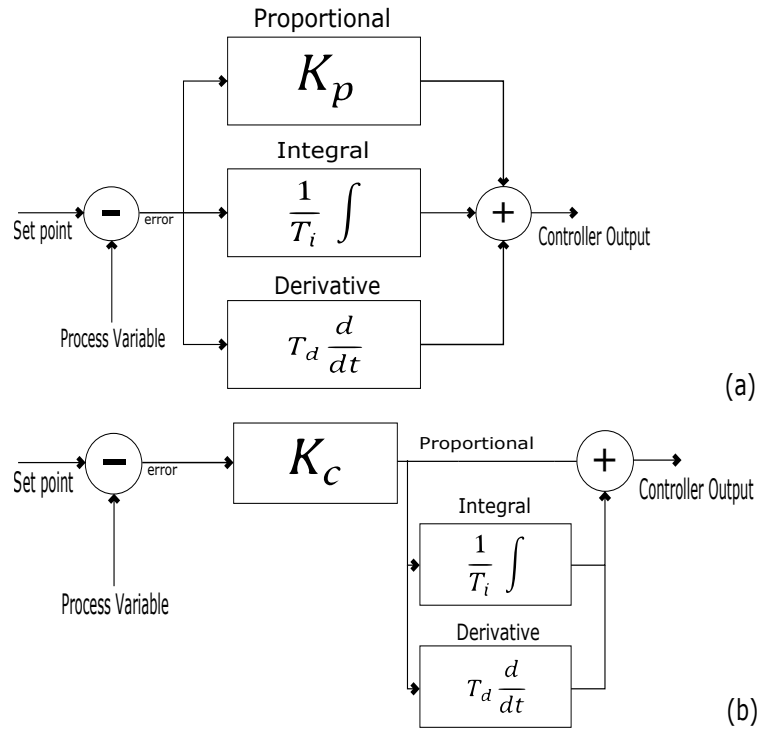 Proportional
K_p
Integral
1/T_i ∫
−
error
+
Set point
Controller Output
Derivative
T_d d/dt
Process Variable
(a)
K_c
Proportional
−
error
+
Set point
Controller Output
Integral
1/T_i ∫
Process Variable
Derivative
T_d d/dt
(b)